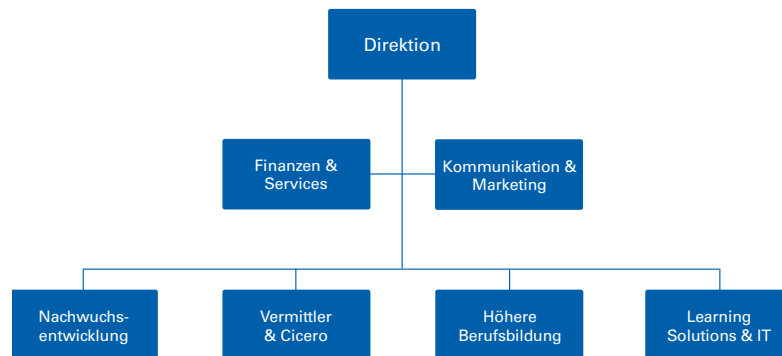 Direktion
Finanzen &
Services
Kommunikation &
Marketing
Nachwuchs-
entwicklung
Vermittler
& Cicero
Höhere
Berufsbildung
Learning
Solutions & IT